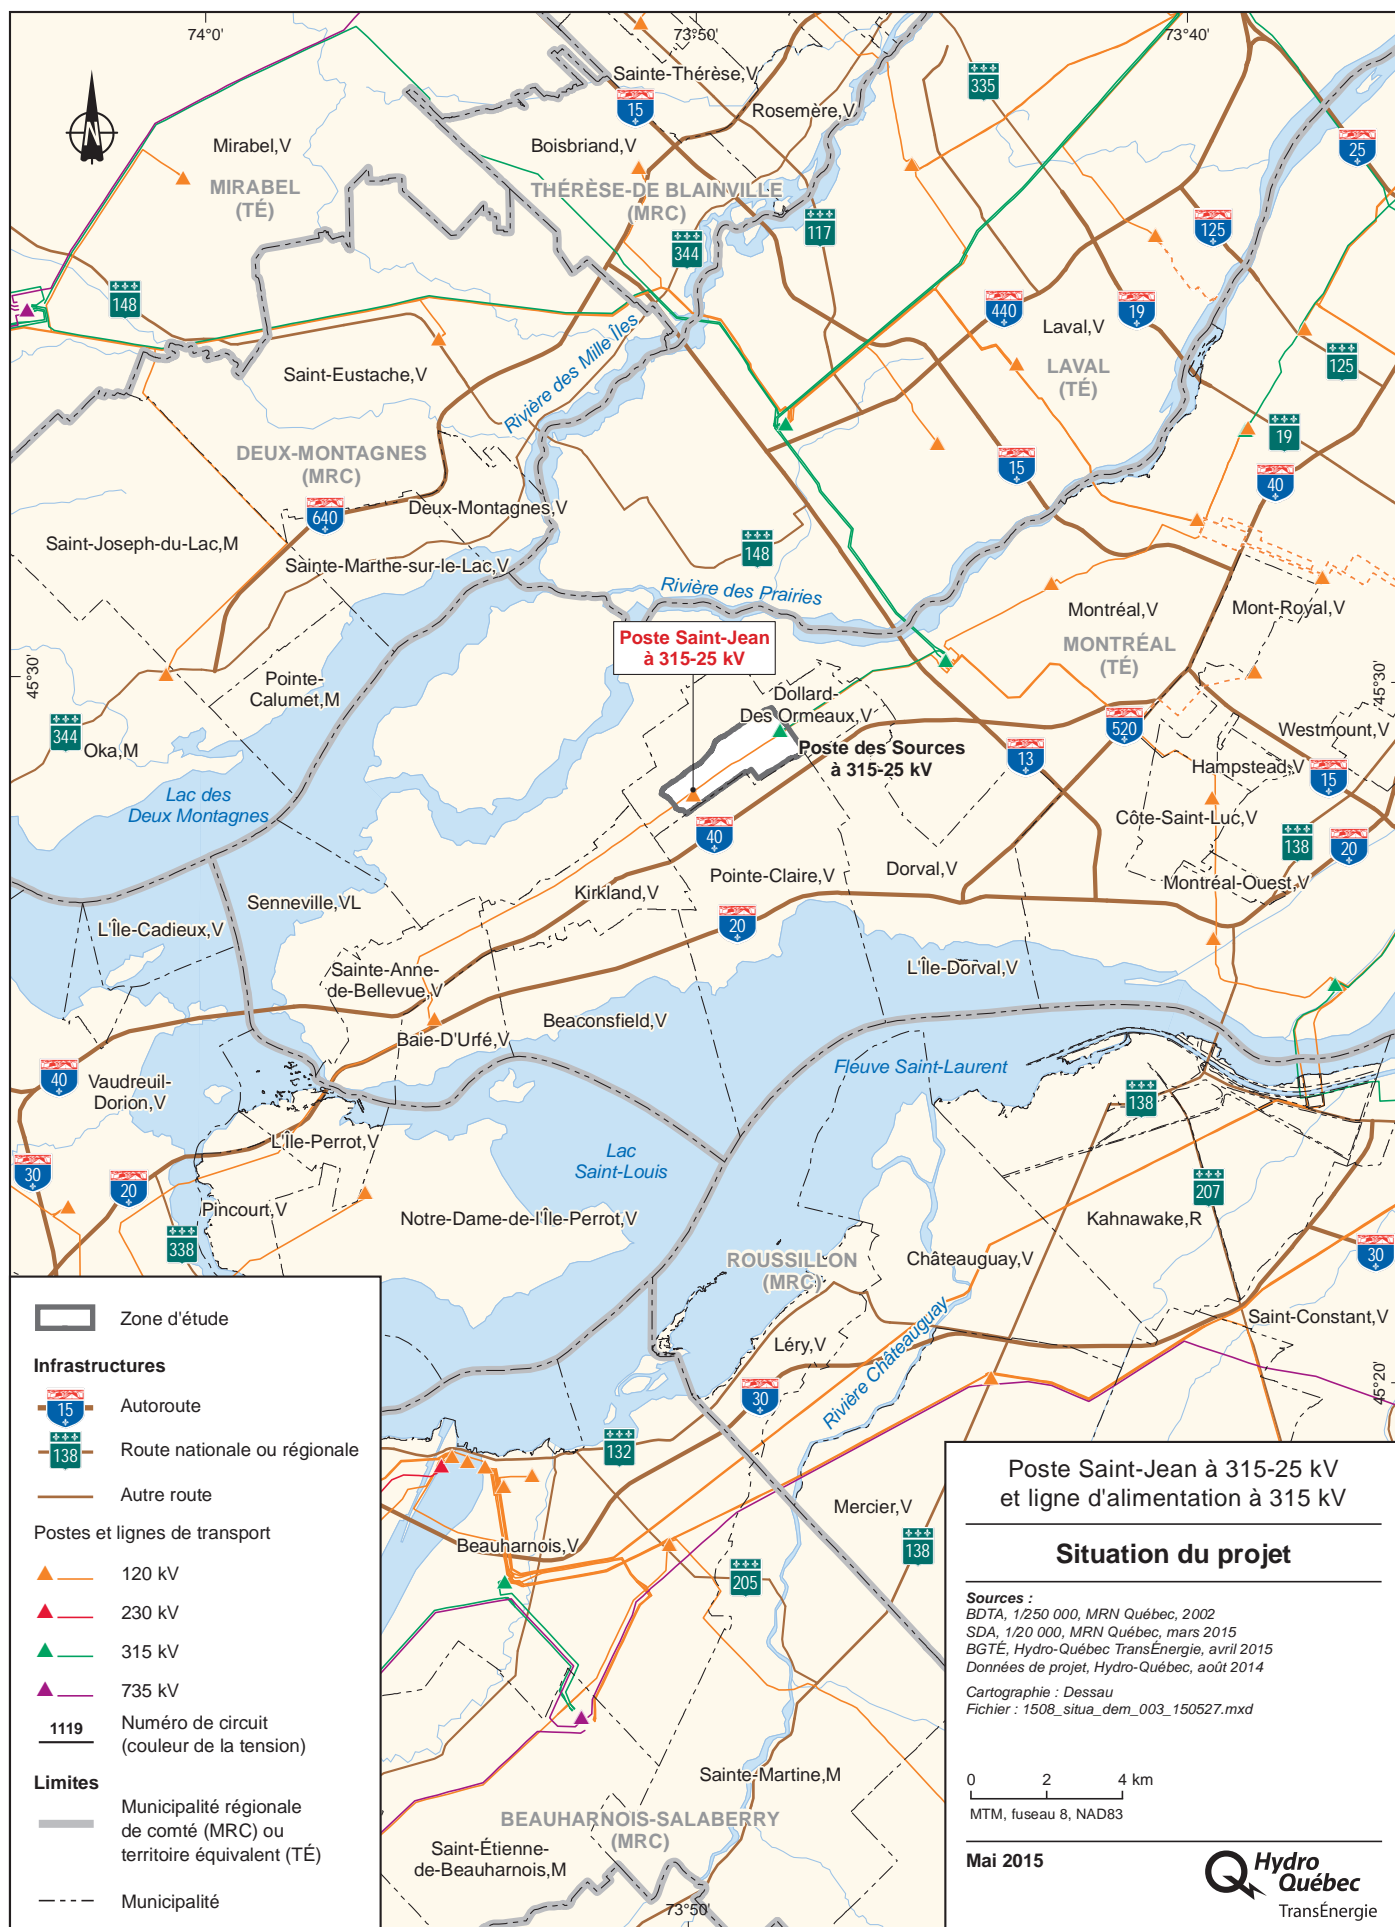 74°0'
73°50'
73°40'
Sainte-Thérèse,V
335
15
Rosemère,V
25
N
Mirabel,V
Boisbriand,V
MIRABEL
(TÉ)
THÉRÈSE-DE BLAINVILLE
(MRC)
117
125
344
148
440
19
Laval,V
Rivière des Mille Îles
LAVAL
(TÉ)
125
Saint-Eustache,V
19
DEUX-MONTAGNES
(MRC)
15
40
640
Deux-Montagnes,V
Saint-Joseph-du-Lac,M
148
Sainte-Marthe-sur-le-Lac,V
Rivière des Prairies
Montréal,V
Mont-Royal,V
Poste Saint-Jean
à 315-25 kV
MONTRÉAL
(TÉ)
45°30'
45°30'
Pointe-
Calumet,M
Dollard-
Des Ormeaux,V
344
Oka,M
520
Westmount,V
Poste des Sources
à 315-25 kV
13
Hampstead,V
15
Lac des
Deux Montagnes
Côte-Saint-Luc,V
40
138
20
Pointe-Claire,V
Dorval,V
Montréal-Ouest,V
Kirkland,V
Senneville,VL
L'Île-Cadieux,V
20
Sainte-Anne-
de-Bellevue,V
L'Île-Dorval,V
Beaconsfield,V
Baie-D'Urfé,V
Fleuve Saint-Laurent
40
Vaudreuil-
Dorion,V
138
L'Île-Perrot,V
Lac
Saint-Louis
30
20
207
Pincourt,V
Notre-Dame-de-l'Île-Perrot,V
Kahnawake,R
338
ROUSSILLON
(MRC)
Châteauguay,V
30
Saint-Constant,V
Léry,V
Rivière Châteauguay
45°20'
30
132
Mercier,V
Beauharnois,V
138
205
Sainte-Martine,M
BEAUHARNOIS-SALABERRY
(MRC)
Saint-Étienne-
de-Beauharnois,M
73°50'
Zone d'étude
Infrastructures
15
Autoroute
138
Route nationale ou régionale
Autre route
Postes et lignes de transport
120 kV
230 kV
315 kV
735 kV
1119
Numéro de circuit
(couleur de la tension)
Limites
Municipalité régionale
de comté (MRC) ou
territoire équivalent (TÉ)
Municipalité
Poste Saint-Jean à 315-25 kV
et ligne d'alimentation à 315 kV
Situation du projet
Sources :
BDTA, 1/250 000, MRN Québec, 2002
SDA, 1/20 000, MRN Québec, mars 2015
BGTÉ, Hydro-Québec TransÉnergie, avril 2015
Données de projet, Hydro-Québec, août 2014
Cartographie : Dessau
Fichier : 1508_situa_dem_003_150527.mxd
0 2 4 km
MTM, fuseau 8, NAD83
Mai 2015
Hydro
Québec
TransÉnergie